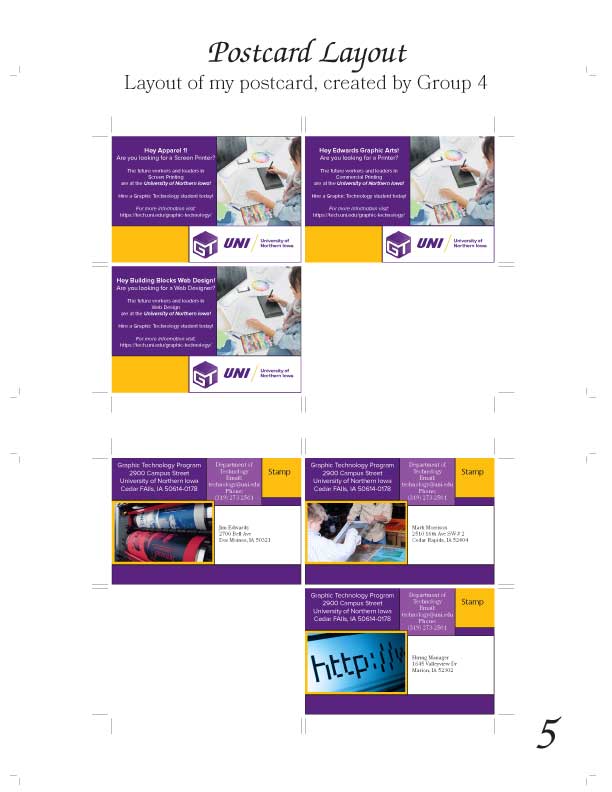 Postcard Layout
Layout of my postcard, created by Group 4
Hey Apparel 1!
Are you looking for a Screen Printer?
The future workers and leaders in
Screen Printing
are at the University of Northern Iowa!
Hire a Graphic Technology student today!
For more information visit:
https://tech.uni.edu/graphic-technology/
GT
UNI
University of
Northern Iowa
Hey Edwards Graphic Arts!
Are you looking for a Printer?
The future workers and leaders in
Commercial Printing
are at the University of Northern Iowa!
Hire a Graphic Technology student today!
For more information visit:
https://tech.uni.edu/graphic-technology/
GT
UNI
University of
Northern Iowa
Hey Building Blocks Web Design!
Are you looking for a Web Designer?
The future workers and leaders in
Web Design
are at the University of Northern Iowa!
Hire a Graphic Technology student today!
For more information visit:
https://tech.uni.edu/graphic-technology/
GT
UNI
University of
Northern Iowa
Graphic Technology Program
2900 Campus Street
University of Northern Iowa
Cedar FAlls, IA 50614-0178
Department of
Technology
Email:
technology@uni.edu
Phone:
(319) 273-2561
Stamp
Jim Edwards
2700 Bell Ave
Des Moines, IA 50321
Graphic Technology Program
2900 Campus Street
University of Northern Iowa
Cedar FAlls, IA 50614-0178
Department of
Technology
Email:
technology@uni.edu
Phone:
(319) 273-2561
Stamp
Mark Morrison
2510 16th Ave SW # 2
Cedar Rapids, IA 52404
Graphic Technology Program
2900 Campus Street
University of Northern Iowa
Cedar FAlls, IA 50614-0178
Department of
Technology
Email:
technology@uni.edu
Phone:
(319) 273-2561
Stamp
http://w
Hiring Manager
1645 Valleyview Dr
Marion, IA 52302
5